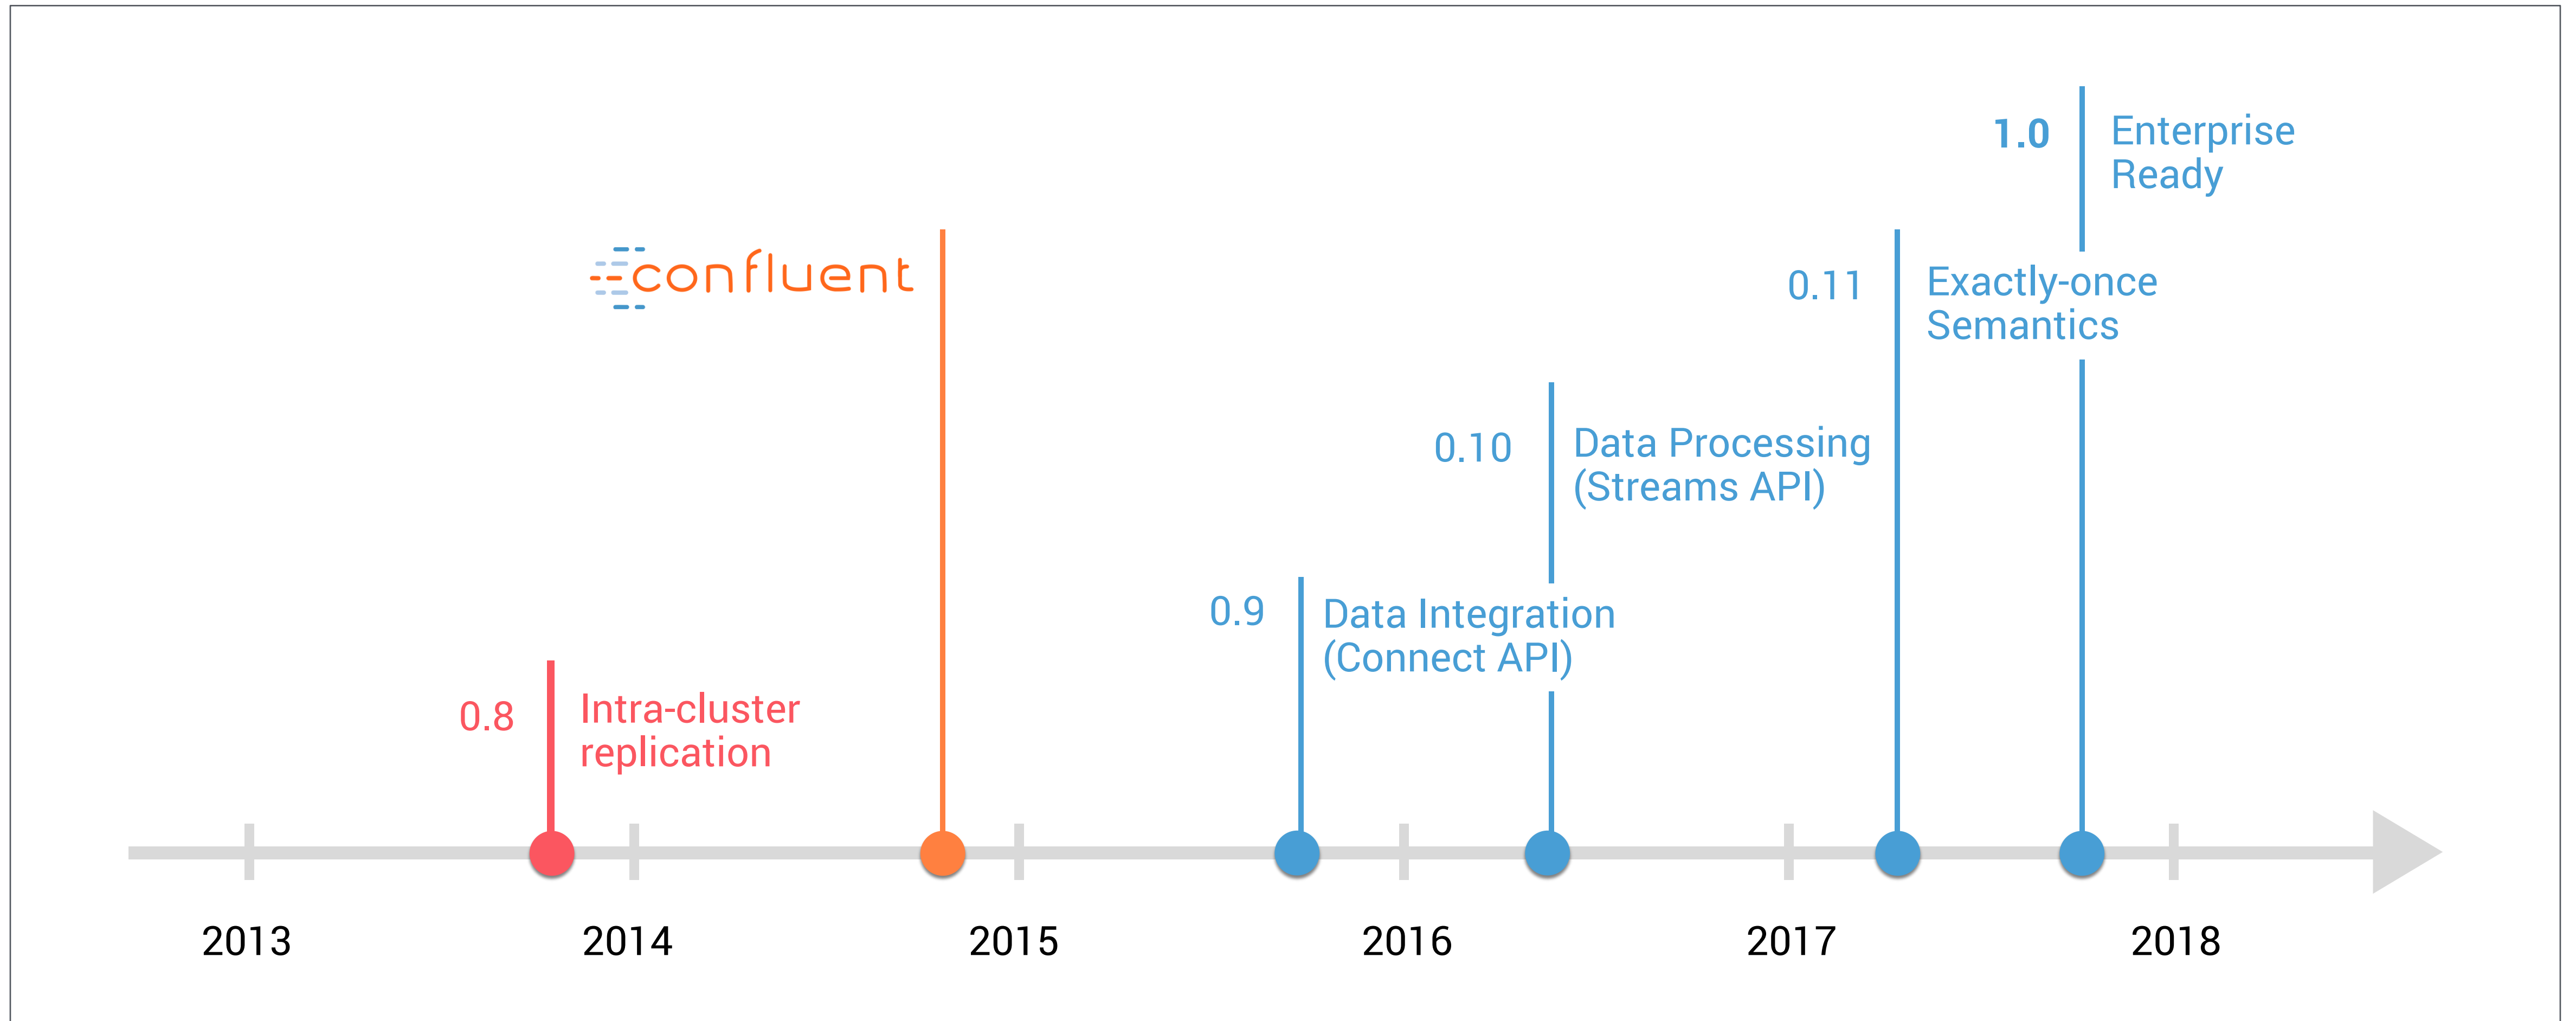 1.0
Enterprise
Ready
confluent
0.11
Exactly-once
Semantics
0.10
Data Processing
(Streams API)
0.9
Data Integration
(Connect API)
0.8
Intra-cluster
replication
2013
2014
2015
2016
2017
2018